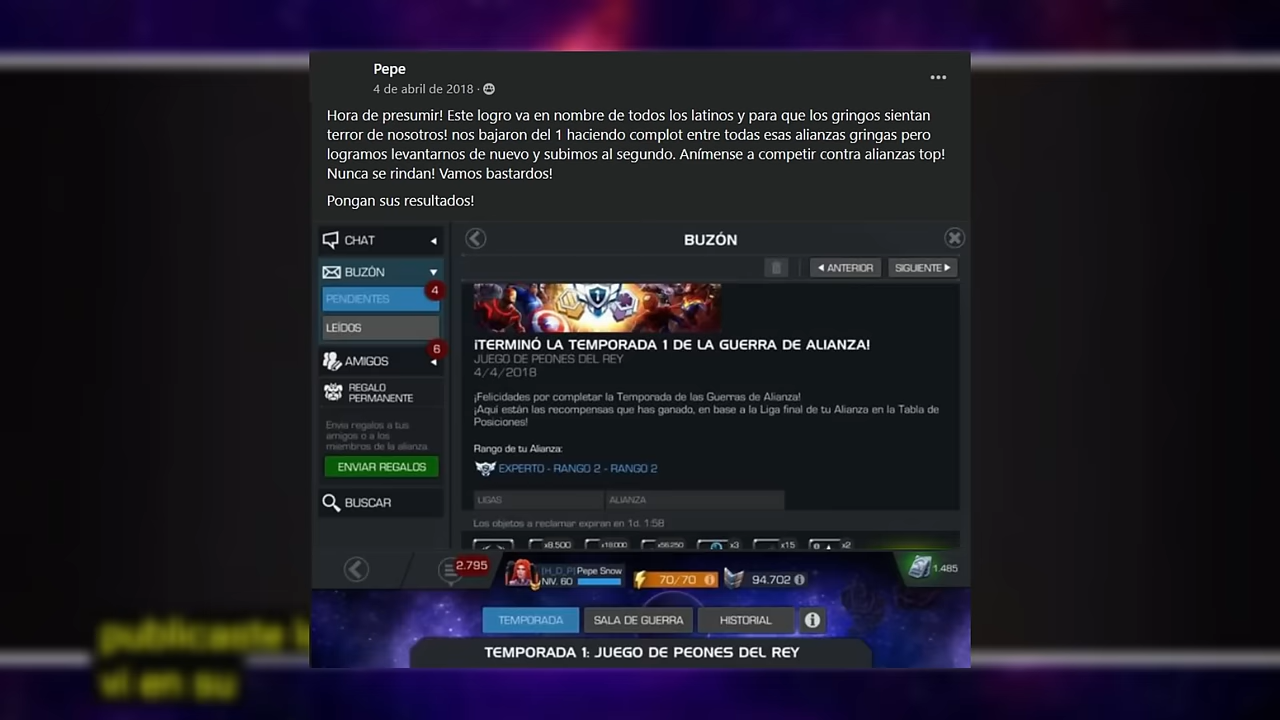 Pepe
4 de abril de 2018 ·
Hora de presumir! Este logro va en nombre de todos los latinos y para que los gringos sientan
terror de nosotros! nos bajaron del 1 haciendo complot entre todas esas alianzas gringas pero
logramos levantarnos de nuevo y subimos al segundo. Anímense a competir contra alianzas top!
Nunca se rindan! Vamos bastardos!
Pongan sus resultados!
CHAT
BUZÓN
PENDIENTES
4
LEÍDOS
AMIGOS
6
REGALO
PERMANENTE
Envía regalos a tus
amigos o a los
miembros de la alianza.
ENVIAR REGALOS
BUSCAR
BUZÓN
ANTERIOR
SIGUIENTE
¡TERMINÓ LA TEMPORADA 1 DE LA GUERRA DE ALIANZA!
JUEGO DE PEONES DEL REY
4/4/2018
¡Felicidades por completar la Temporada de las Guerras de Alianza!
¡Aquí están las recompensas que has ganado, en base a la Liga final de tu Alianza en la Tabla de
Posiciones!
Rango de tu Alianza:
EXPERTO - RANGO 2 - RANGO 2
LIGAS
ALIANZA
Los objetos a reclamar expiran en 1d. 1:58
x8.500
x18.000
x56.250
x3
x15
x2
2.795
[H_D_P] Pepe Snow
NIV. 60
70/70
94.702
1.485
TEMPORADA
SALA DE GUERRA
HISTORIAL
TEMPORADA 1: JUEGO DE PEONES DEL REY
publicaste
vi en su